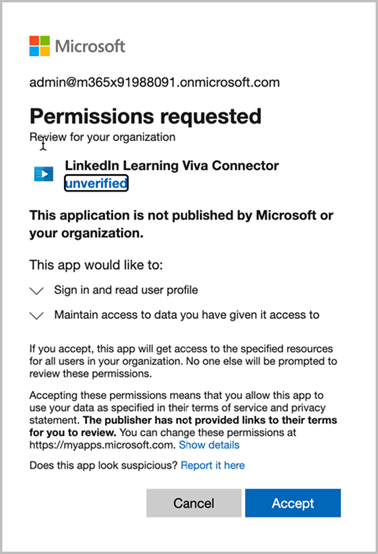 Microsoft
admin@m365x91988091.onmicrosoft.com
Permissions requested
Review for your organization
LinkedIn Learning Viva Connector
unverified
This application is not published by Microsoft or
your organization.
This app would like to:
Sign in and read user profile
Maintain access to data you have given it access to
If you accept, this app will get access to the specified resources
for all users in your organization. No one else will be prompted to
review these permissions.
Accepting these permissions means that you allow this app to
use your data as specified in their terms of service and privacy
statement. The publisher has not provided links to their terms
for you to review. You can change these permissions at
https://myapps.microsoft.com. Show details
Does this app look suspicious? Report it here
Cancel Accept